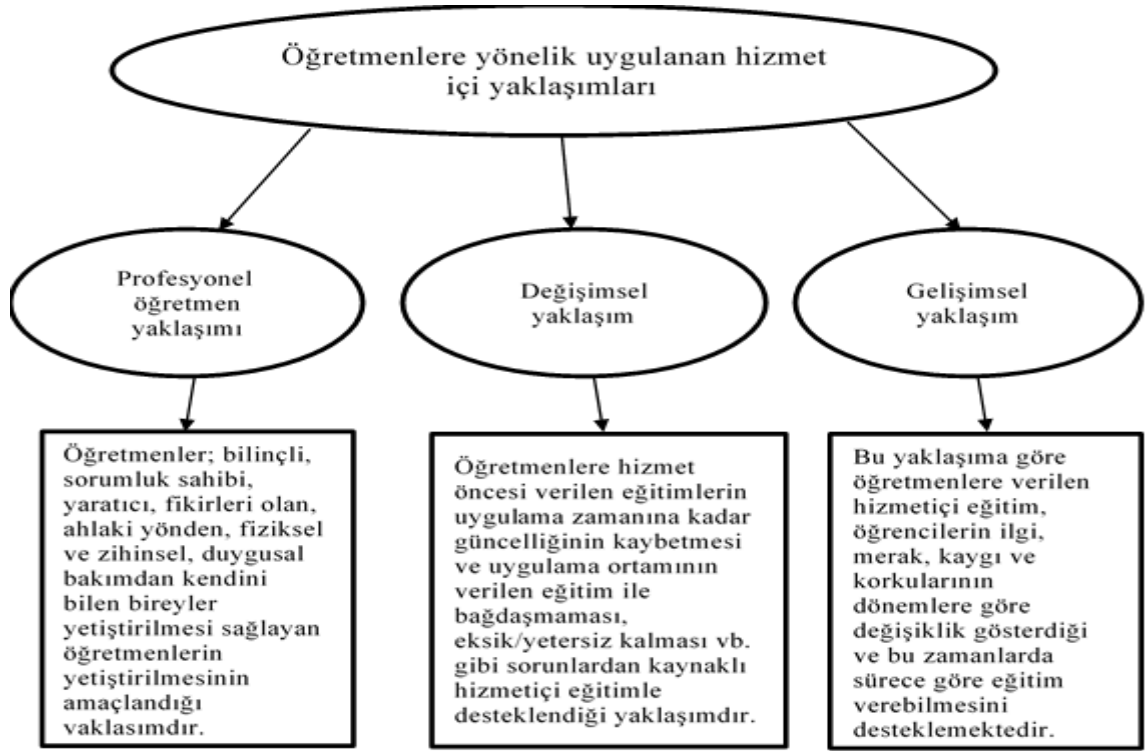 Öğretmenlere yönelik uygulanan hizmet
içi yaklaşımları
Profesyonel
öğretmen
yaklaşımı
Değişimsel
yaklaşım
Gelişimsel
yaklaşım
Öğretmenler; bilinçli,
sorumluk sahibi,
yaratıcı, fikirleri olan,
ahlaki yönden, fiziksel
ve zihinsel, duygusal
bakımdan kendini
bilen bireyler
yetiştirilmesi sağlayan
öğretmenlerin
yetiştirilmesinin
amaçlandığı
vaklasımdır.
Öğretmenlere hizmet
öncesi verilen eğitimlerin
uygulama zamanına kadar
güncelliğinin kaybetmesi
ve uygulama ortamının
verilen eğitim ile
bağdaşmaması,
eksik/yetersiz kalması vb.
gibi sorunlardan kaynaklı
hizmetiçi eğitimle
desteklendiği yaklaşımdır.
Bu yaklaşıma göre
öğretmenlere verilen
hizmetiçi eğitim,
öğrencilerin ilgi,
merak, kaygı ve
korkularının
dönemlere göre
değişiklik gösterdiği
ve bu zamanlarda
sürece göre eğitim
verebilmesini
desteklemektedir.